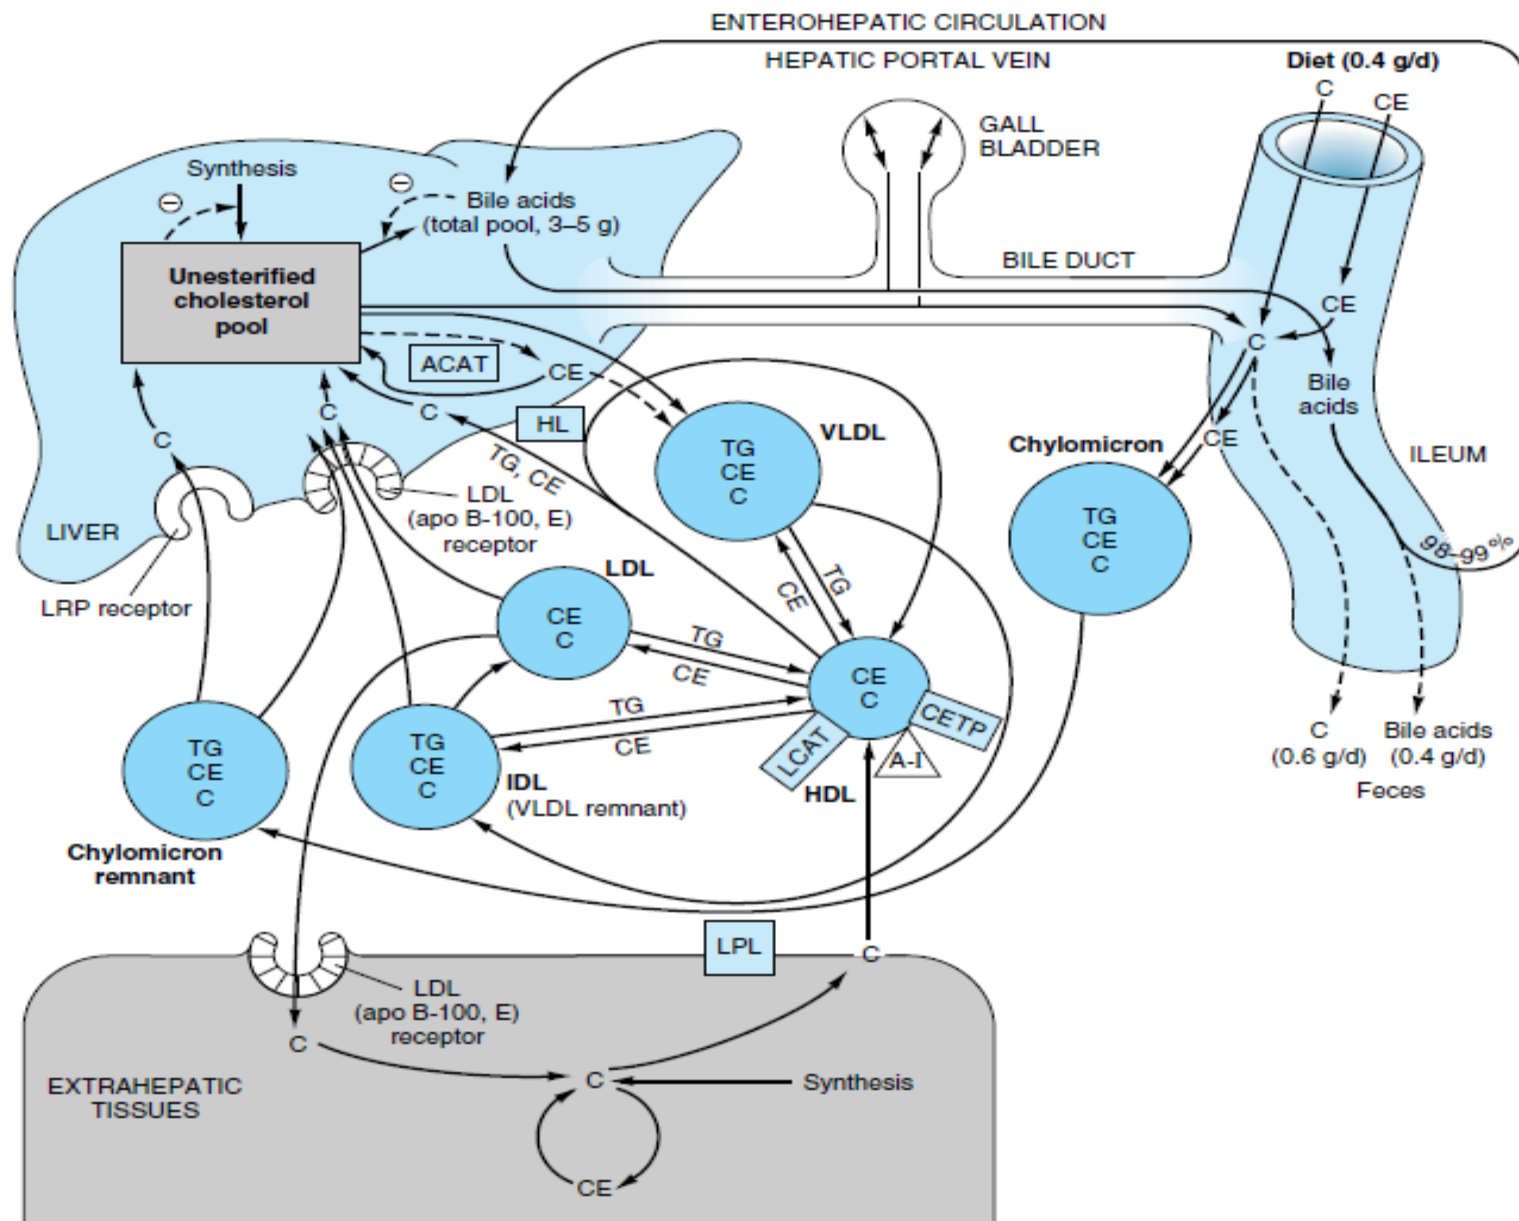 ENTEROHEPATIC CIRCULATION
HEPATIC PORTAL VEIN
Diet (0.4 g/d)
C
CE
GALL
BLADDER
Synthesis
−
−
Bile acids
(total pool, 3–5 g)
BILE DUCT
Unesterified
cholesterol
pool
CE
C
ACAT
CE
Bile
acids
C
C
HL
VLDL
Chylomicron
CE
C
TG, CE
TG
CE
C
ILEUM
LDL
(apo B-100, E)
receptor
TG
CE
C
LIVER
98–99%
LRP receptor
LDL
TG
CE
CE
C
TG
CE
CE
C
CETP
LCAT
A-I
HDL
TG
CE
TG
CE
C
TG
CE
C
IDL
(VLDL remnant)
C
(0.6 g/d)
Bile acids
(0.4 g/d)
Feces
Chylomicron
remnant
LPL
C
LDL
(apo B-100, E)
receptor
C
EXTRAHEPATIC
TISSUES
C
Synthesis
CE